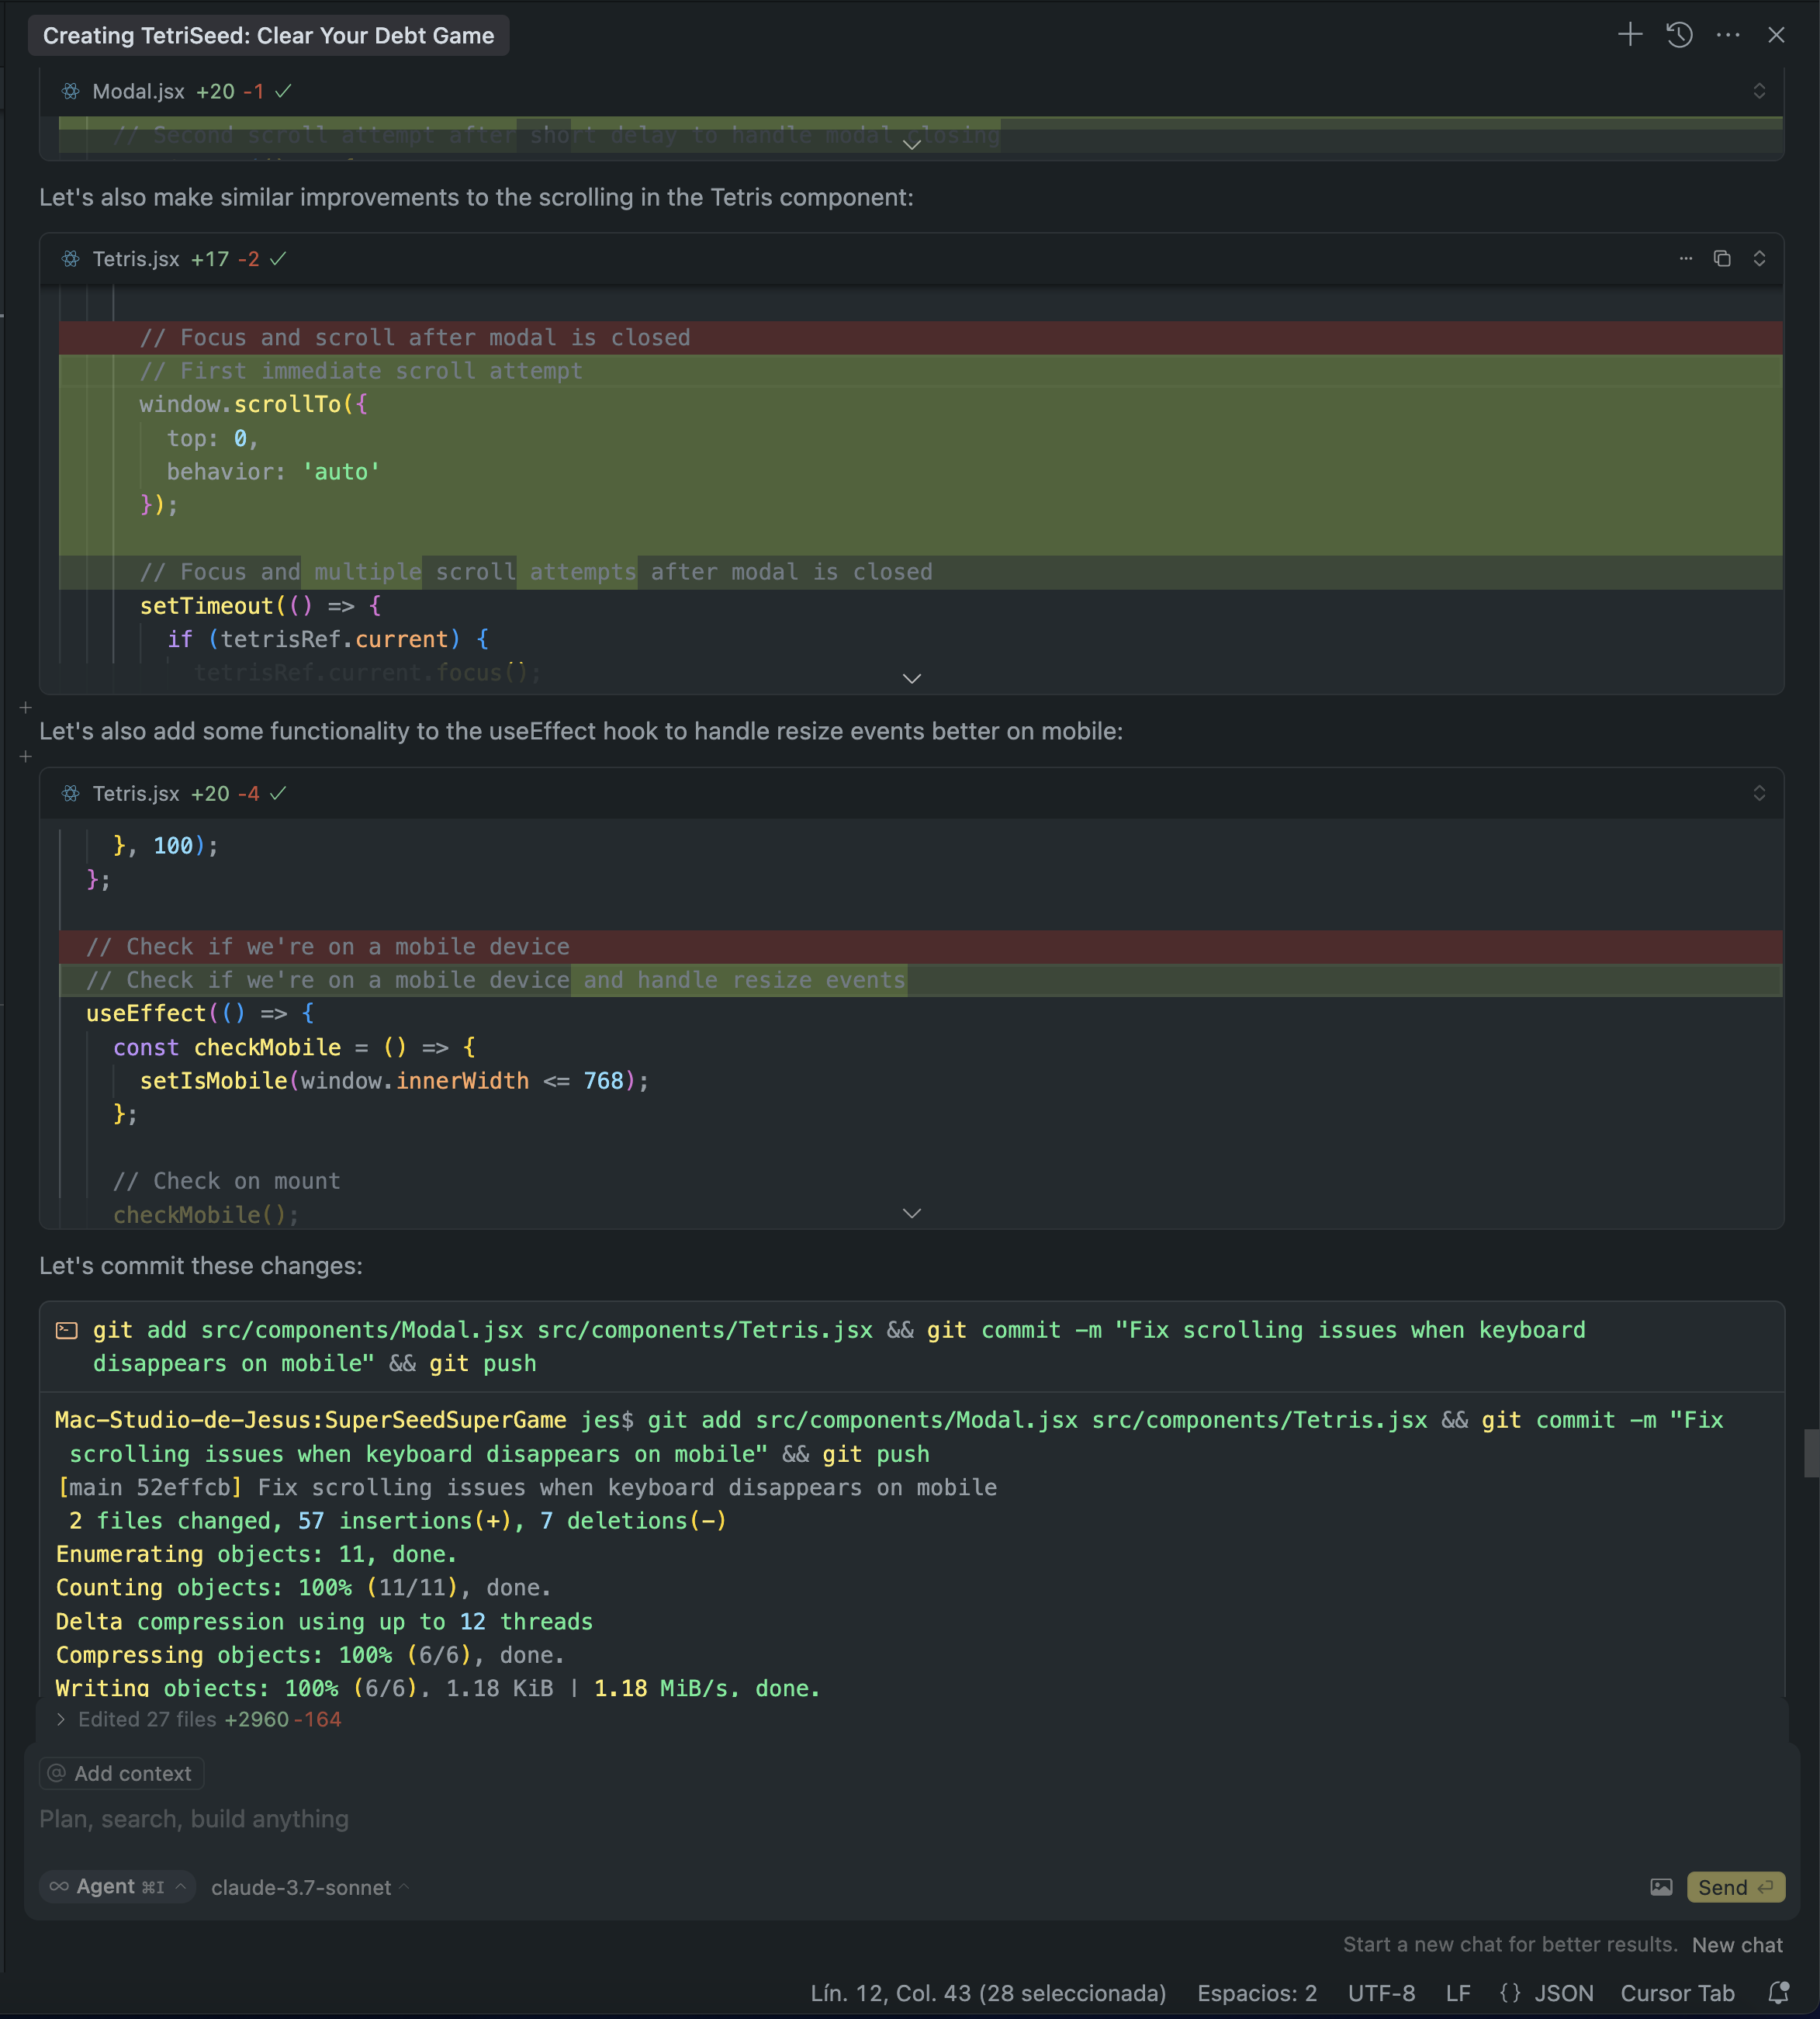 Creating TetriSeed: Clear Your Debt Game
Modal.jsx +20 -1
// Second scroll attempt after short delay to handle modal closing
Let's also make similar improvements to the scrolling in the Tetris component:
Tetris.jsx +17 -2
// Focus and scroll after modal is closed
// First immediate scroll attempt
window.scrollTo({
top: 0,
behavior: 'auto'
});
// Focus and multiple scroll attempts after modal is closed
setTimeout(() => {
if (tetrisRef.current) {
tetrisRef.current.focus();
Let's also add some functionality to the useEffect hook to handle resize events better on mobile:
Tetris.jsx +20 -4
}, 100);
};
// Check if we're on a mobile device
// Check if we're on a mobile device and handle resize events
useEffect(() => {
const checkMobile = () => {
setIsMobile(window.innerWidth <= 768);
};
// Check on mount
checkMobile();
Let's commit these changes:
git add src/components/Modal.jsx src/components/Tetris.jsx && git commit -m "Fix scrolling issues when keyboard
disappears on mobile" && git push
Mac-Studio-de-Jesus:SuperSeedSuperGame jes$ git add src/components/Modal.jsx src/components/Tetris.jsx && git commit -m "Fix
scrolling issues when keyboard disappears on mobile" && git push
[main 52effcb] Fix scrolling issues when keyboard disappears on mobile
2 files changed, 57 insertions(+), 7 deletions(-)
Enumerating objects: 11, done.
Counting objects: 100% (11/11), done.
Delta compression using up to 12 threads
Compressing objects: 100% (6/6), done.
Writing objects: 100% (6/6), 1.18 KiB | 1.18 MiB/s, done.
Edited 27 files +2960 -164
@ Add context
Plan, search, build anything
∞ Agent ⌘I claude-3.7-sonnet
Send
Start a new chat for better results. New chat
Lín. 12, Col. 43 (28 seleccionada) Espacios: 2 UTF-8 LF {} JSON Cursor Tab